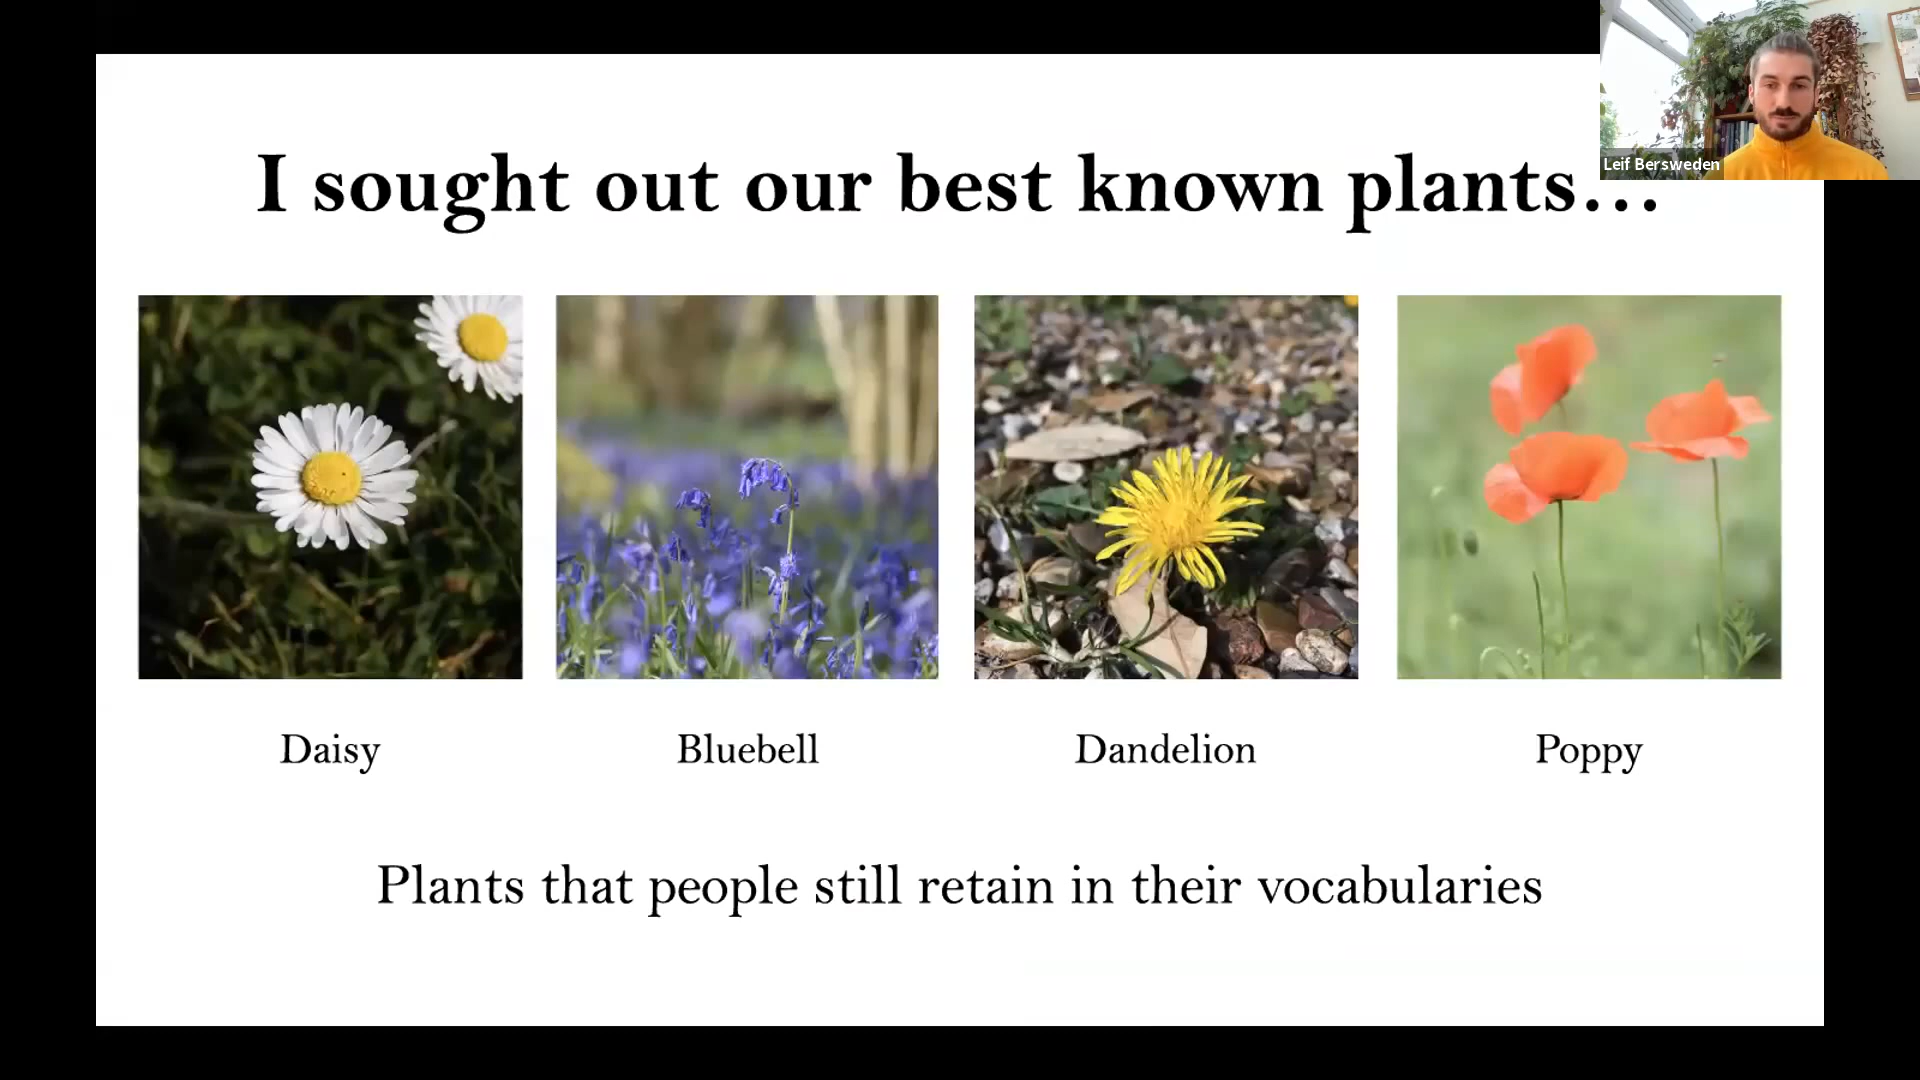 I sought out our best known plants...
Leif Bersweden
Daisy
Bluebell
Dandelion
Poppy
Plants that people still retain in their vocabularies